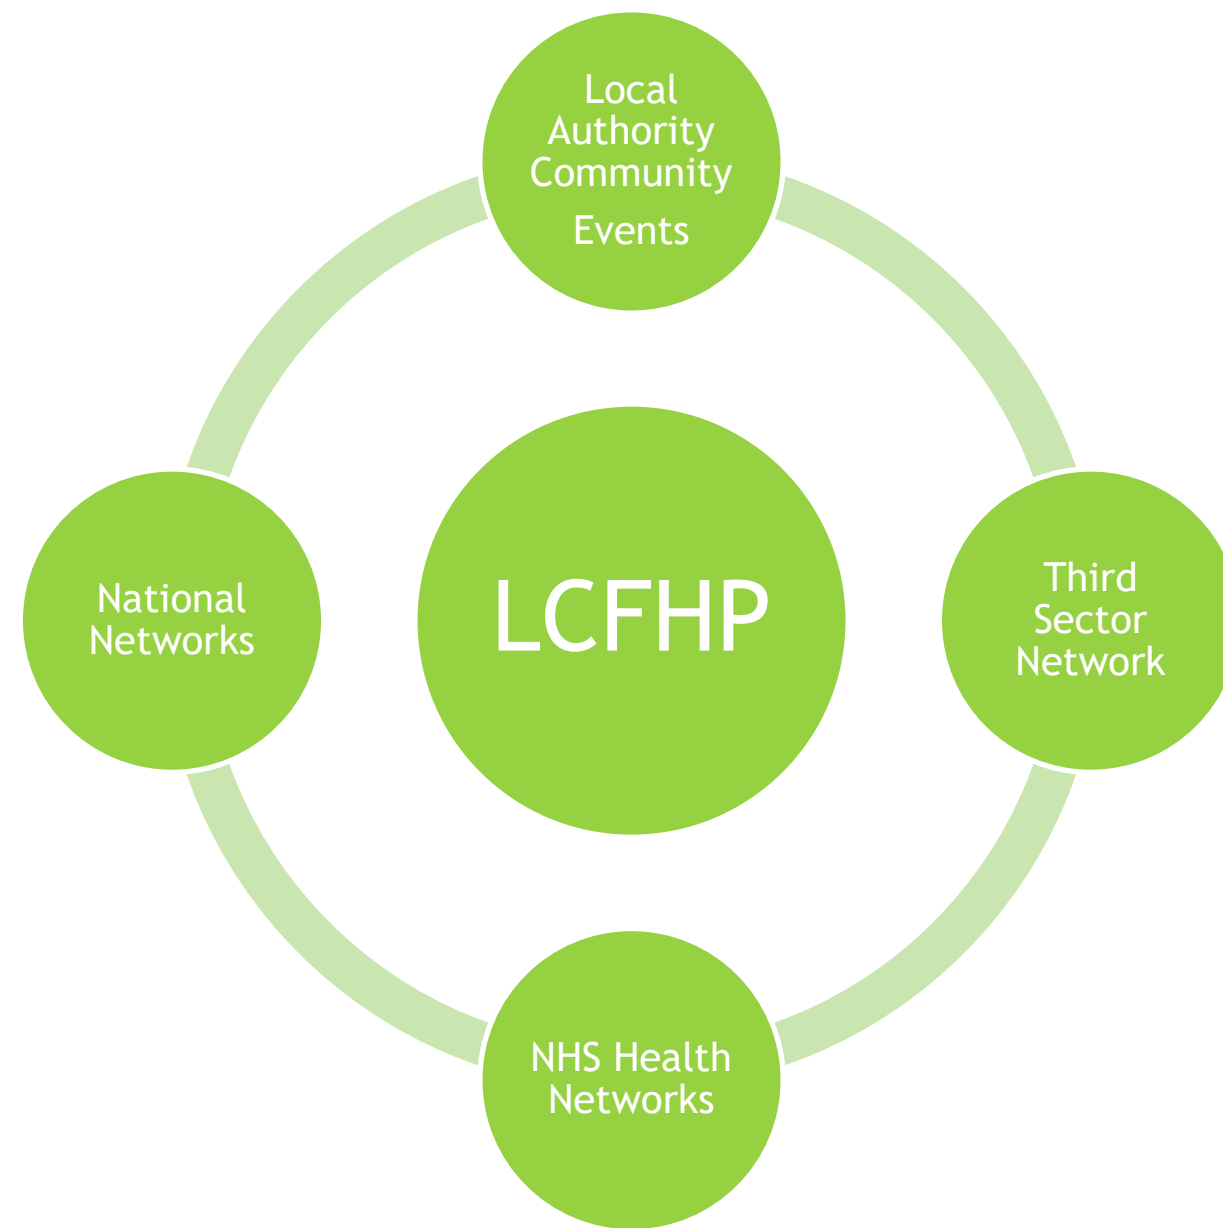 Local
Authority
Community
Events
National
Networks
LCFHP
Third
Sector
Network
NHS Health
Networks